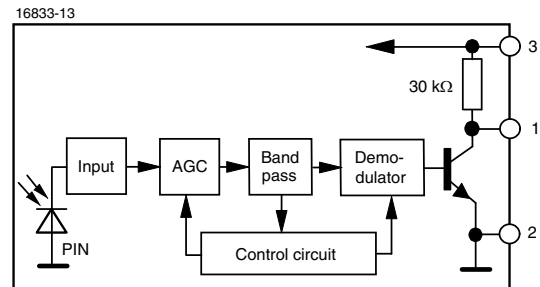 16833-13
3
30 kΩ
1
Input
AGC
Band
pass
Demo-
dulator
PIN
Control circuit
2